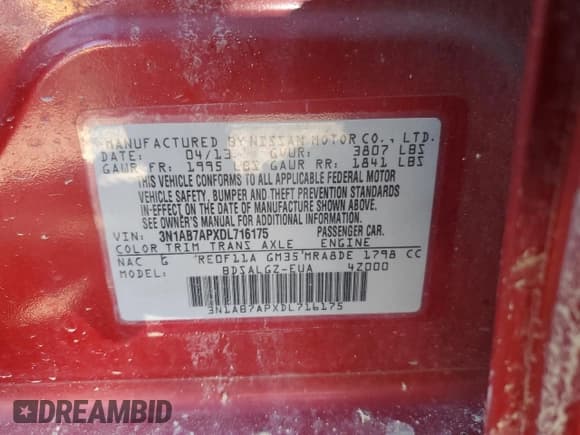 MANUFACTURED BY NISSAN MOTOR CO., LTD.
DATE: 04/13 GVWR: 3807 LBS
GAWR FR: 1995 LBS GAWR RR: 1841 LBS
THIS VEHICLE CONFORMS TO ALL APPLICABLE FEDERAL MOTOR
VEHICLE SAFETY, BUMPER AND THEFT PREVENTION STANDARDS
IN EFFECT ON THE DATE OF MANUFACTURE SHOWN ABOVE.
SEE OWNER'S MANUAL FOR ADDITIONAL INFORMATION.
VIN: 3N1AB7APXDL716175 PASSENGER CAR.
COLOR TRIM TRANS AXLE ENGINE
NAC G RE0F11A GM35 MRA8DE 1798 CC
BDSALGZ-EUA 4Z000
3N1AB7APXDL716175
DREAMBID